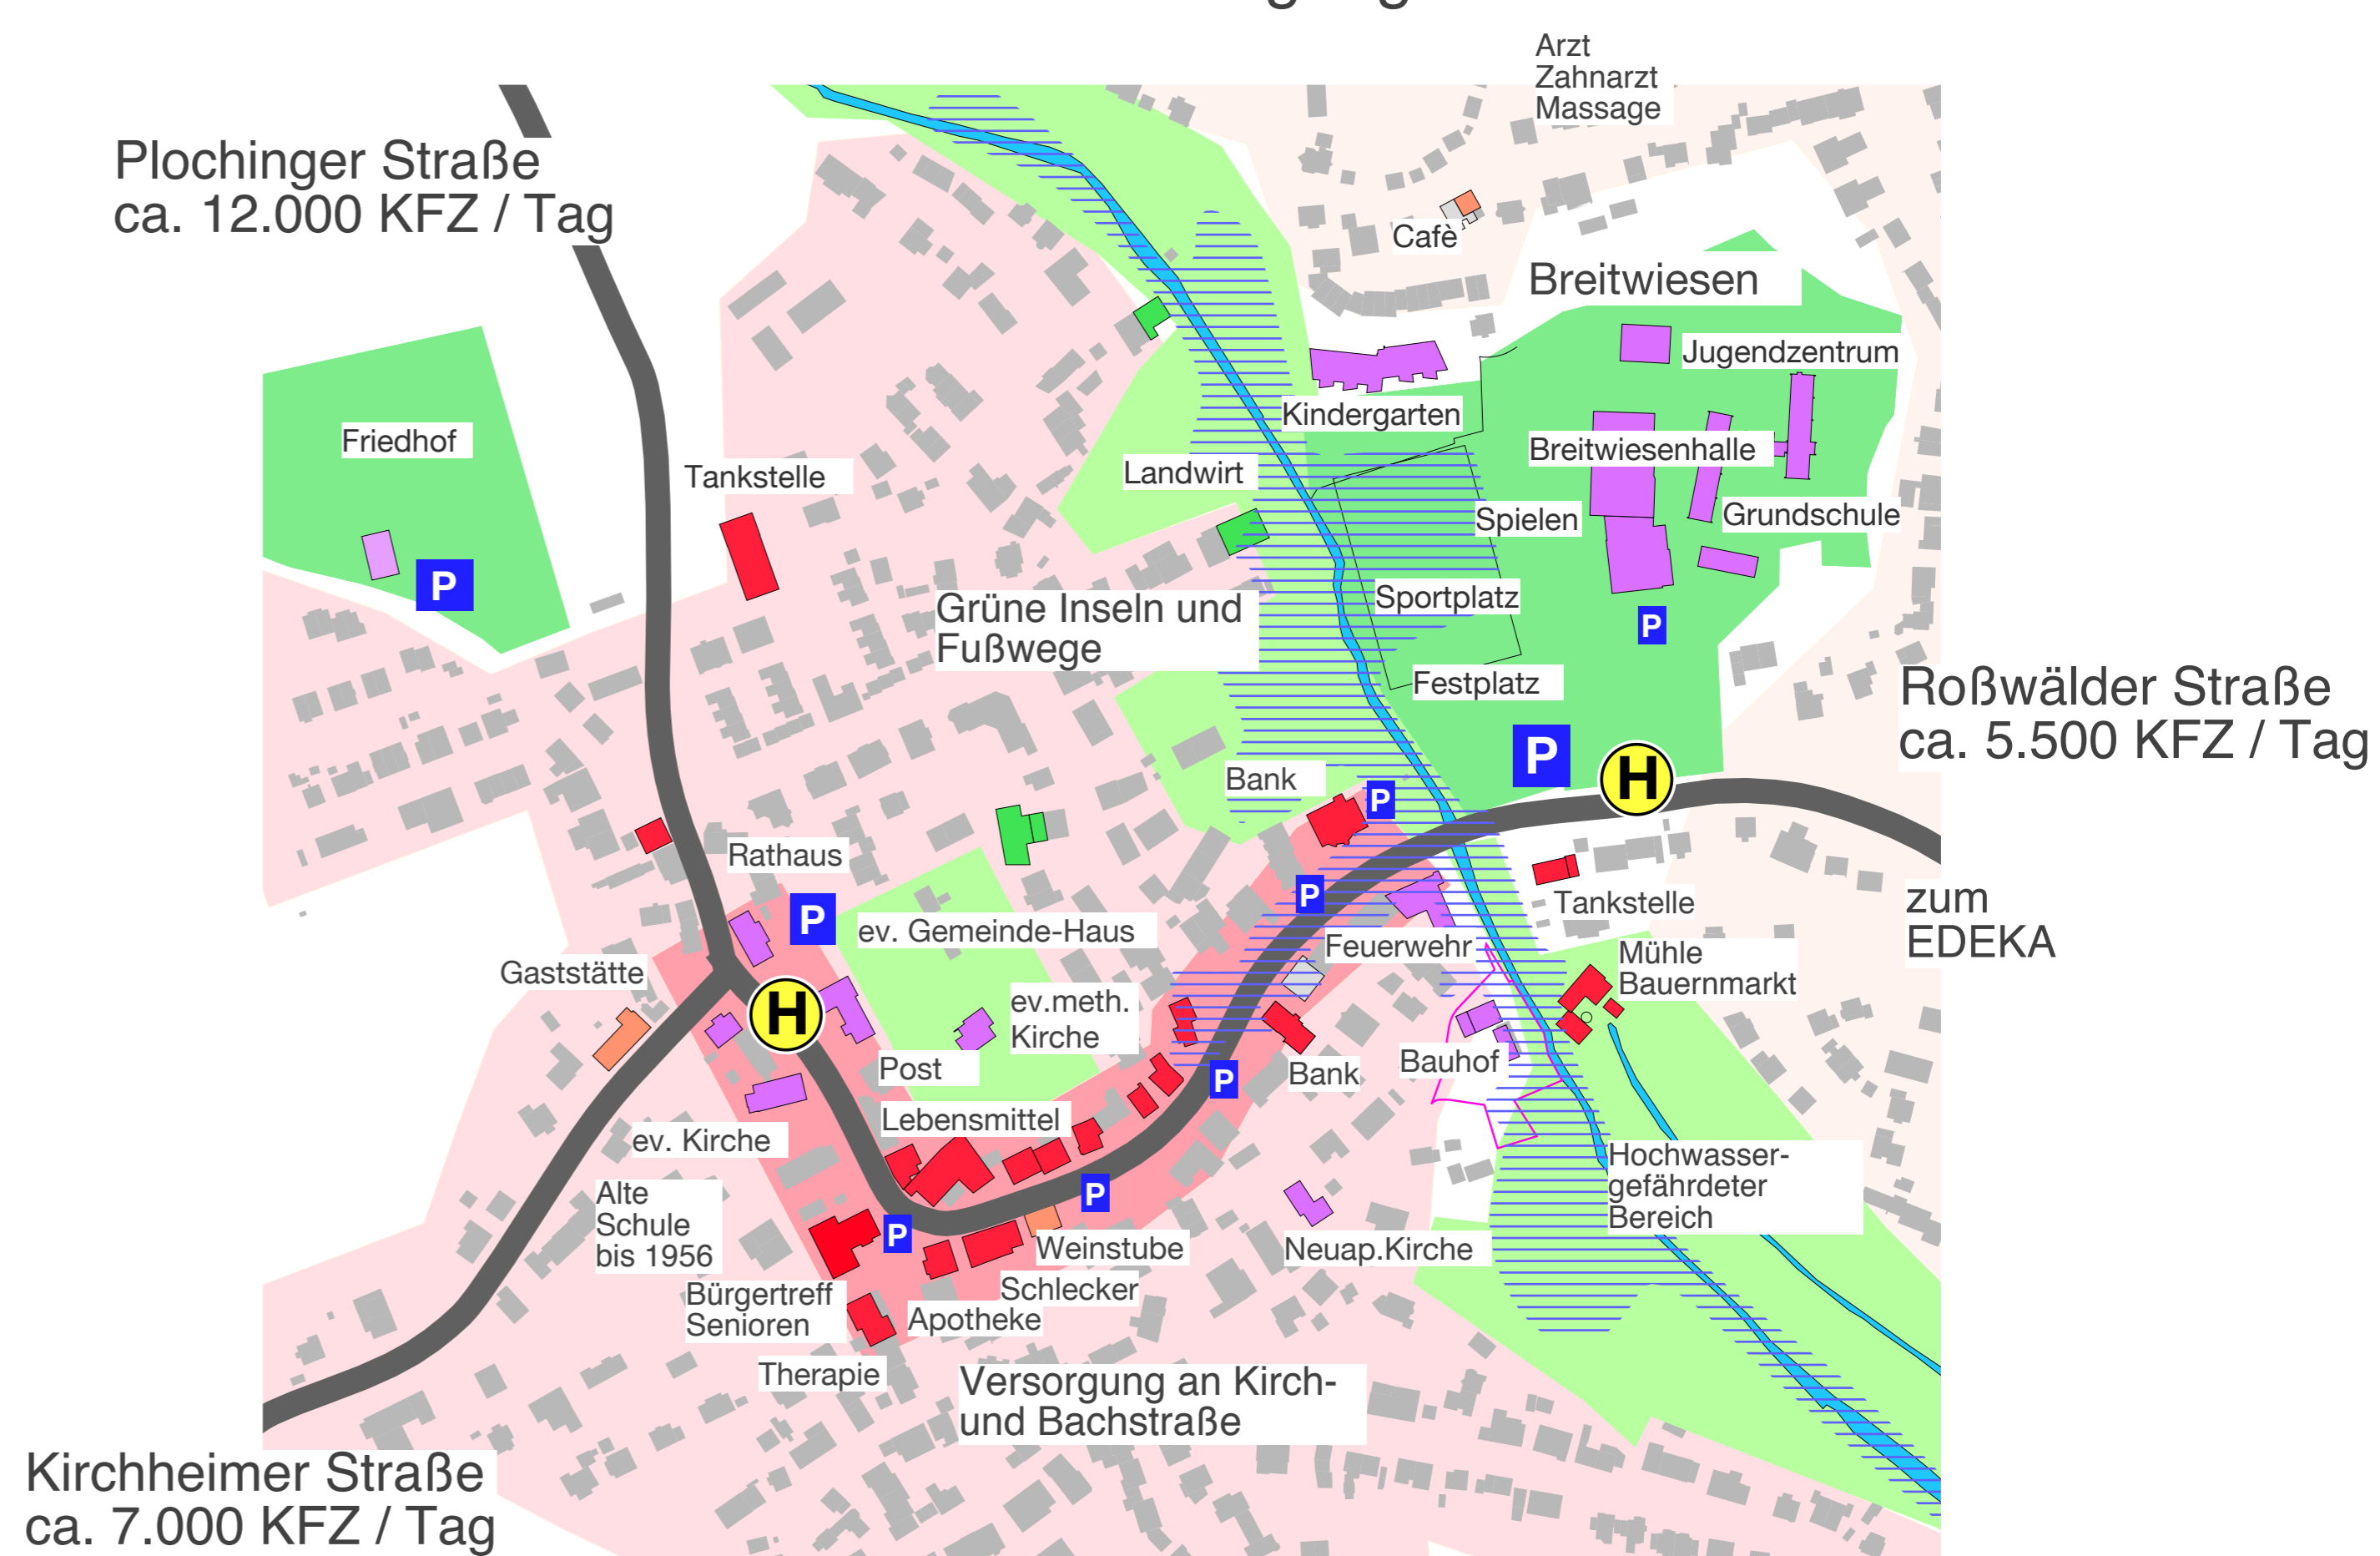 Arzt
Zahnarzt
Massage
Plochinger Straße
ca. 12.000 KFZ / Tag
Cafè
Breitwiesen
Jugendzentrum
Kindergarten
Friedhof
Breitwiesenhalle
Tankstelle
Landwirt
Spielen
Grundschule
P
Grüne Inseln und
Fußwege
Sportplatz
P
Festplatz
Roßwälder Straße
ca. 5.500 KFZ / Tag
P
H
Bank
P
Rathaus
P
P
ev. Gemeinde-Haus
Tankstelle
zum
EDEKA
Feuerwehr
Gaststätte
Mühle
Bauernmarkt
H
ev.meth.
Kirche
Post
Bank
Bauhof
P
Lebensmittel
ev. Kirche
Hochwasser-
gefährdeter
Bereich
Alte
Schule
bis 1956
P
P
Weinstube
Neuap.Kirche
Schlecker
Bürgertreff
Senioren
Apotheke
Therapie
Versorgung an Kirch-
und Bachstraße
Kirchheimer Straße
ca. 7.000 KFZ / Tag